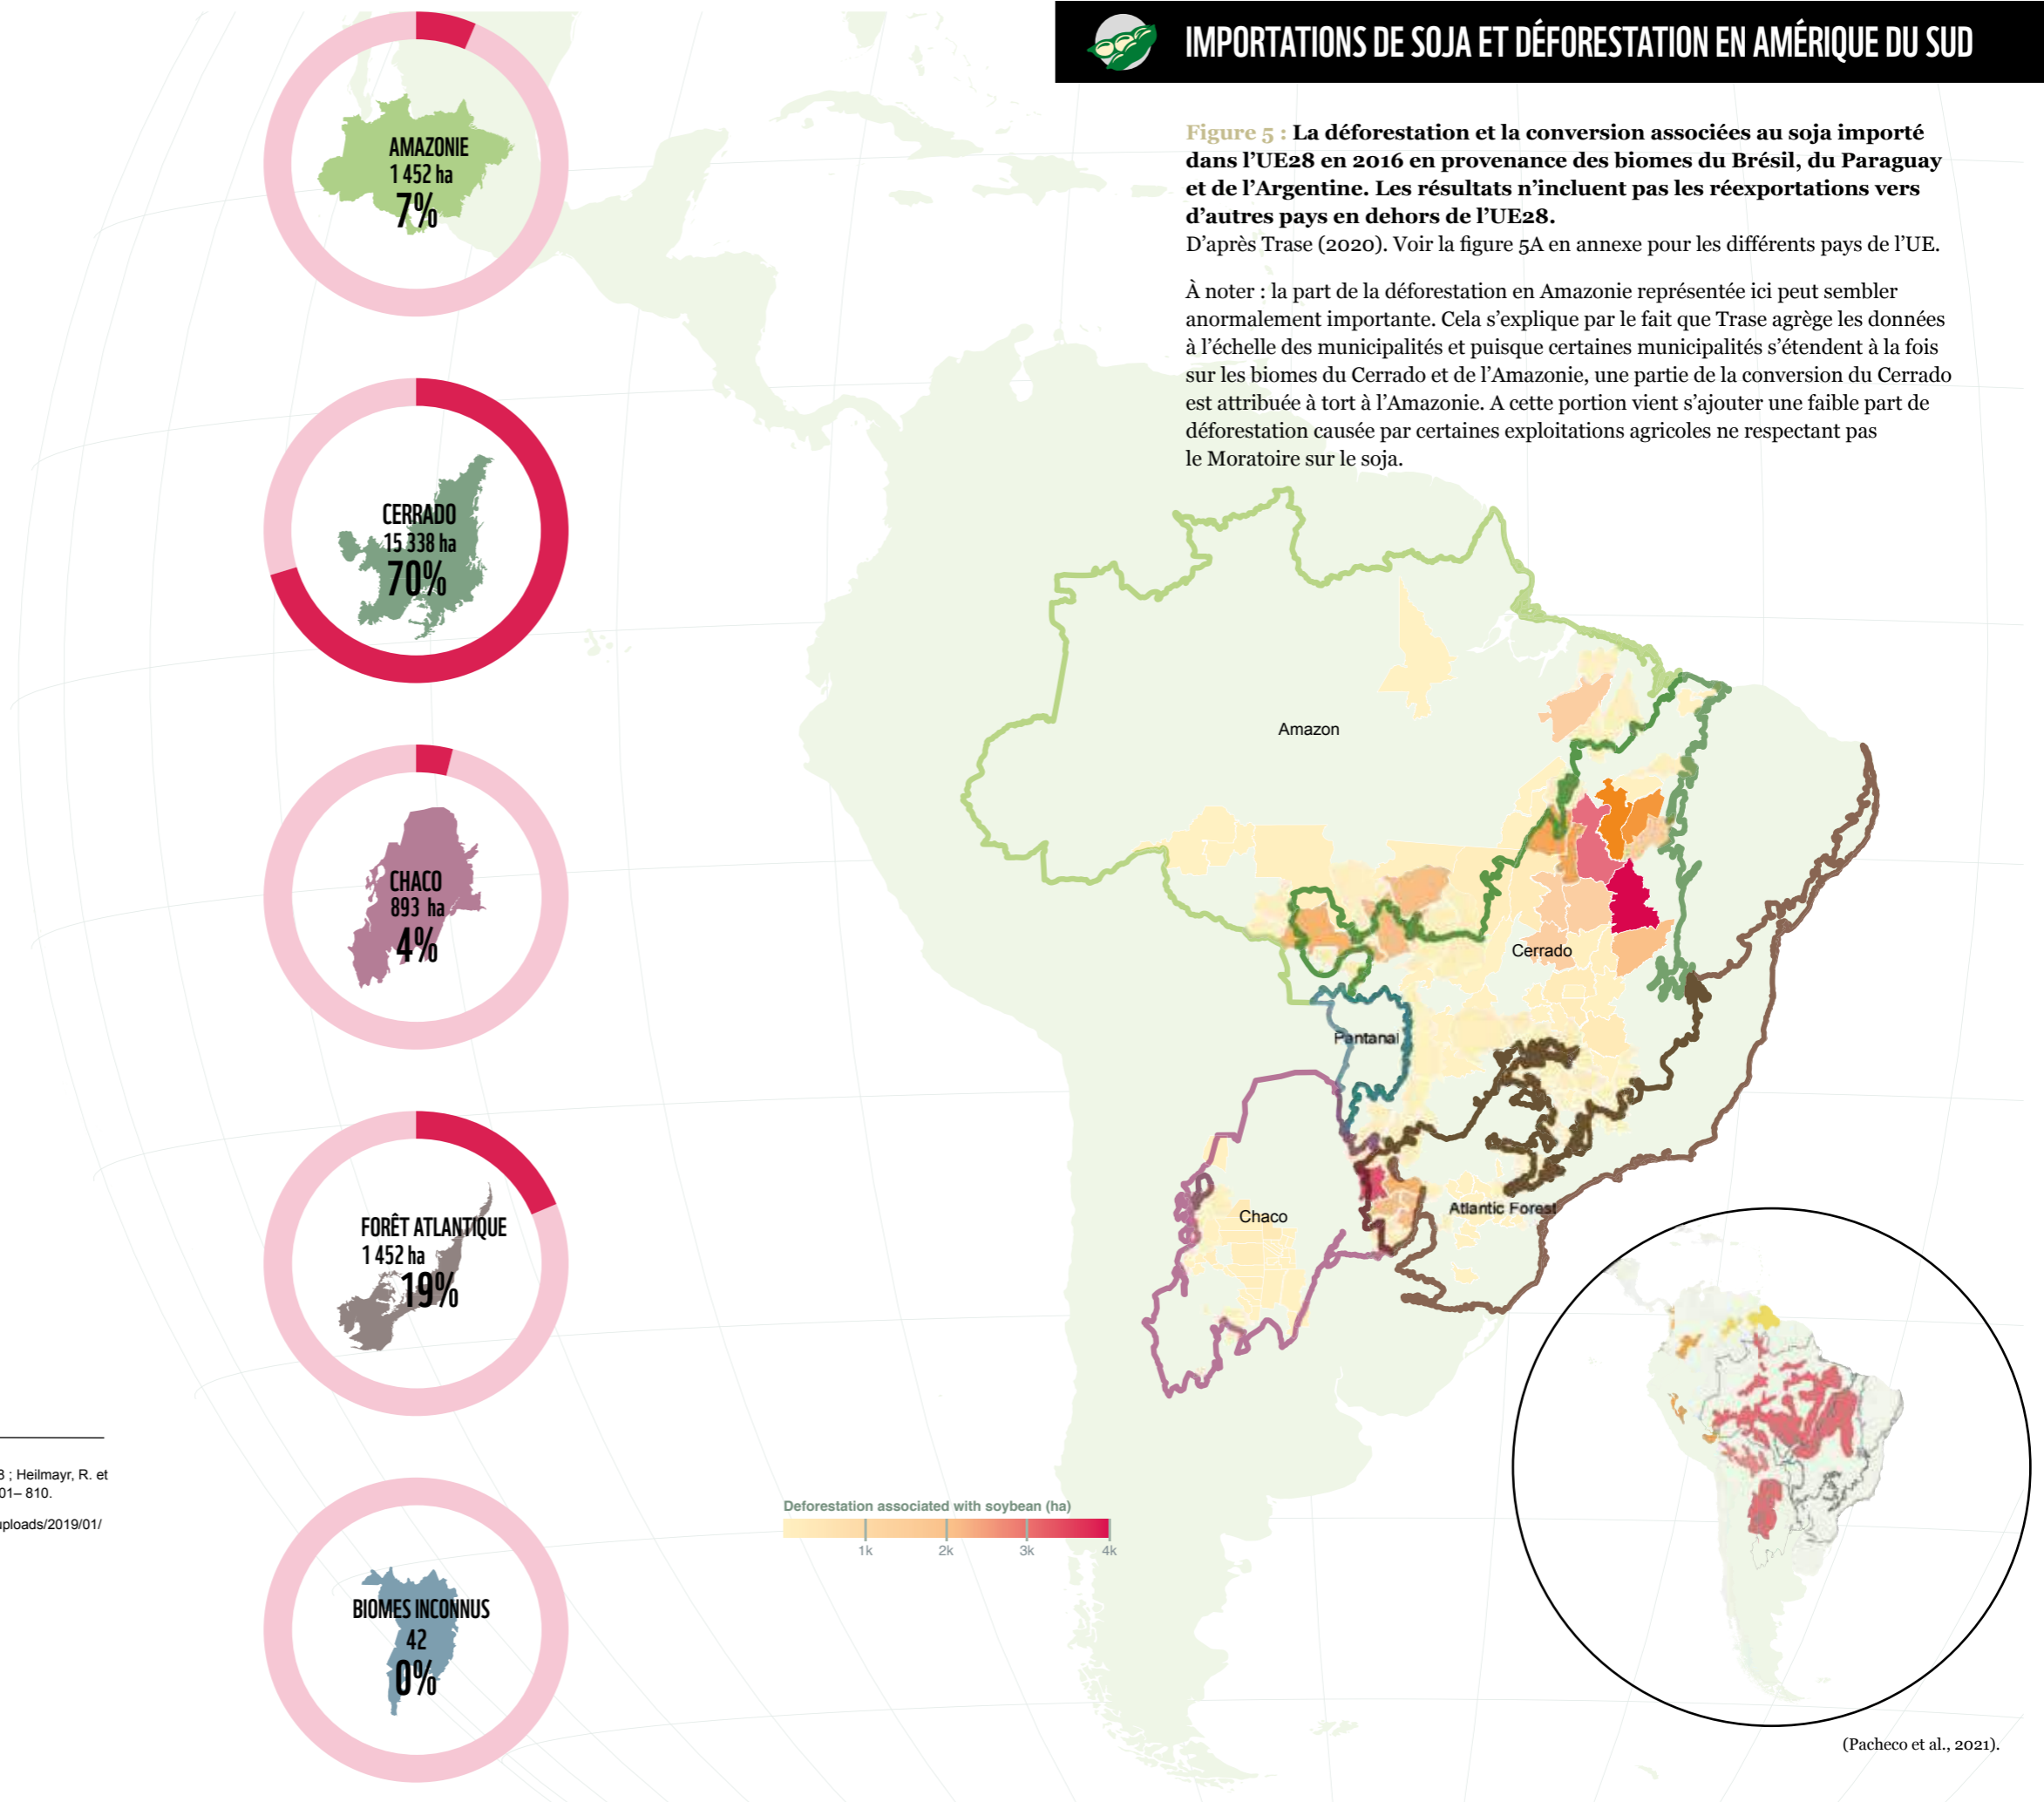 IMPORTATIONS DE SOJA ET DÉFORESTATION EN AMÉRIQUE DU SUD
Figure 5 : La déforestation et la conversion associées au soja importé
dans l'UE28 en 2016 en provenance des biomes du Brésil, du Paraguay
et de l'Argentine. Les résultats n'incluent pas les réexportations vers
d'autres pays en dehors de l'UE28.
D'après Trase (2020). Voir la figure 5A en annexe pour les différents pays de l'UE.
À noter : la part de la déforestation en Amazonie représentée ici peut sembler
anormalement importante. Cela s'explique par le fait que Trase agrège les données
à l'échelle des municipalités et puisque certaines municipalités s'étendent à la fois
sur les biomes du Cerrado et de l'Amazonie, une partie de la conversion du Cerrado
est attribuée à tort à l'Amazonie. A cette portion vient s'ajouter une faible part de
déforestation causée par certaines exploitations agricoles ne respectant pas
le Moratoire sur le soja.
AMAZONIE
1 452 ha
7%
CERRADO
15 338 ha
70%
CHACO
893 ha
4%
FORÊT ATLANTIQUE
1 452 ha
19%
BIOMES INCONNUS
42
0%
Amazon
Cerrado
Pantanal
Chaco
Atlantic Forest
Deforestation associated with soybean (ha)
1k
2k
3k
4k
(Pacheco et al., 2021).
3 ; Heilmayr, R. et
01– 810.
uploads/2019/01/